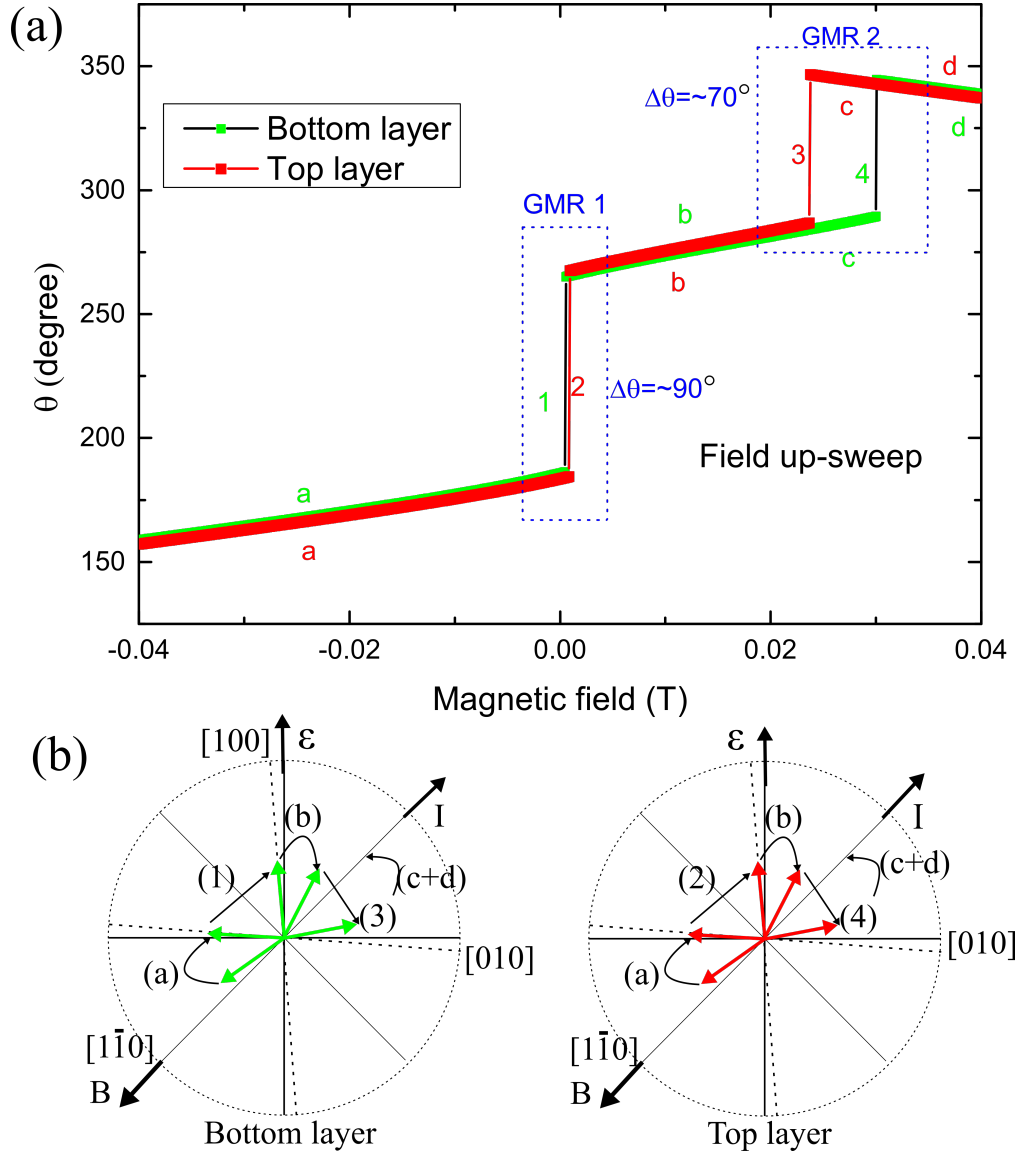 (a)
GMR 2
350
300
250
200
150
θ (degree)
Bottom layer
Top layer
Δθ=~70°
d
c
d
3
4
GMR 1
b
b
c
1
2
Δθ=~90°
Field up-sweep
a
a
-0.04
-0.02
0.00
0.02
0.04
Magnetic field (T)
(b)
[100]
ε
I
(b)
(1)
(c+d)
(3)
(a)
[010]
[11̄0]
B
Bottom layer
ε
I
(b)
(2)
(c+d)
(4)
(a)
[010]
[11̄0]
B
Top layer